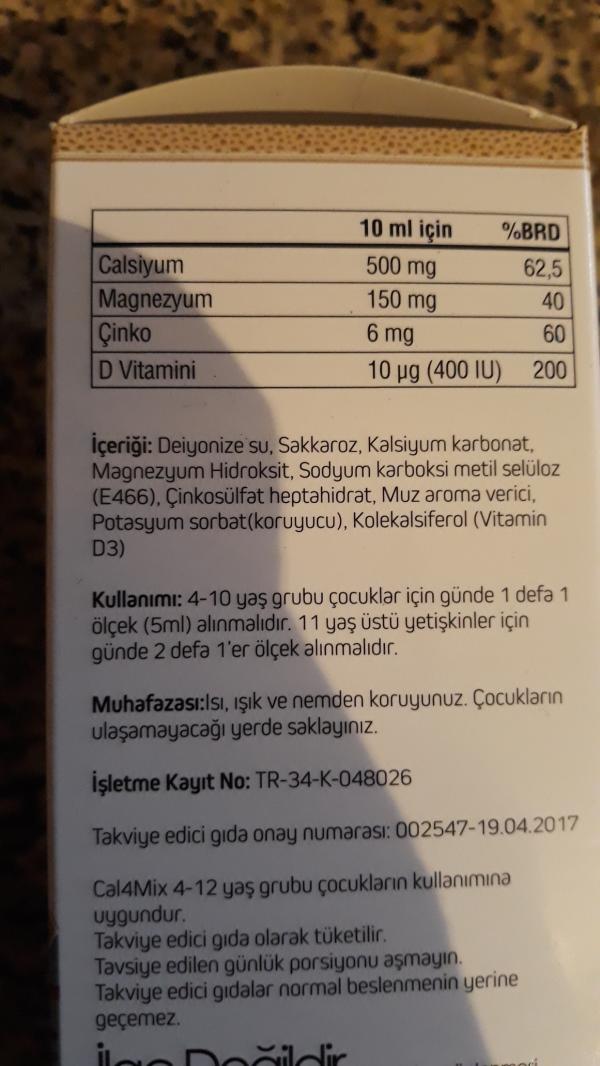 10 ml için %BRD
Calsiyum 500 mg 62,5
Magnezyum 150 mg 40
Çinko 6 mg 60
D Vitamini 10 µg (400 IU) 200
İçeriği: Deiyonize su, Sakkaroz, Kalsiyum karbonat,
Magnezyum Hidroksit, Sodyum karboksi metil selüloz
(E466), Çinkosülfat heptahidrat, Muz aroma verici,
Potasyum sorbat(koruyucu), Kolekalsiferol (Vitamin
D3)
Kullanımı: 4-10 yaş grubu çocuklar için günde 1 defa 1
ölçek (5ml) alınmalıdır. 11 yaş üstü yetişkinler için
günde 2 defa 1'er ölçek alınmalıdır.
Muhafazası:Isı, ışık ve nemden koruyunuz. Çocukların
ulaşamayacağı yerde saklayınız.
İşletme Kayıt No: TR-34-K-048026
Takviye edici gıda onay numarası: 002547-19.04.2017
Cal4Mix 4-12 yaş grubu çocukların kullanımına
uygundur.
Takviye edici gıda olarak tüketilir.
Tavsiye edilen günlük porsiyonu aşmayın.
Takviye edici gıdalar normal beslenmenin yerine
geçemez.
İlaç Değildir